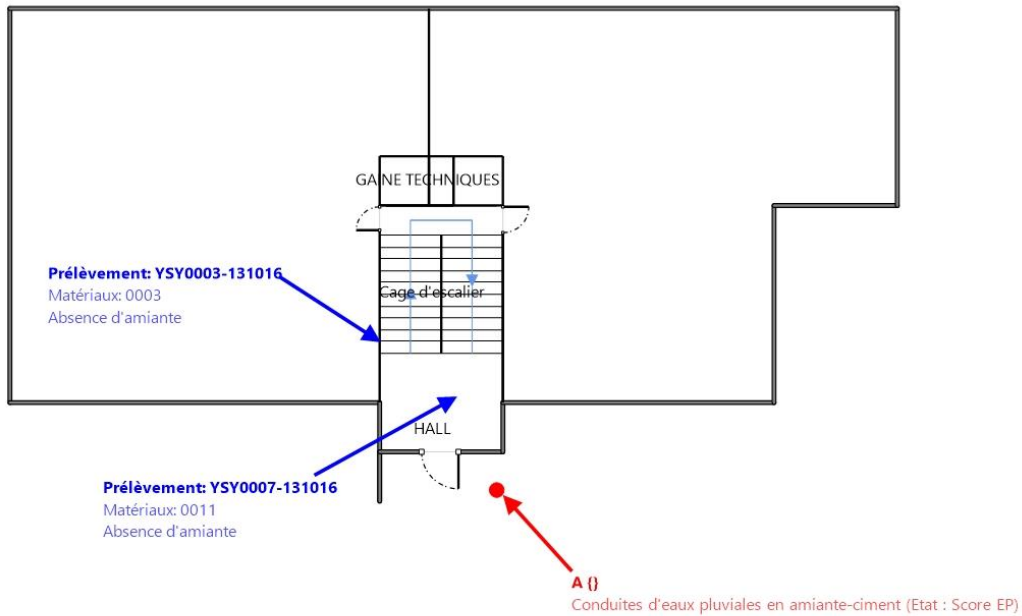 GAINE TECHNIQUES
Prélèvement: YSY0003-131016
Matériaux: 0003
Absence d'amiante
Cage d'escalier
HALL
Prélèvement: YSY0007-131016
Matériaux: 0011
Absence d'amiante
A ()
Conduites d'eaux pluviales en amiante-ciment (Etat : Score EP)